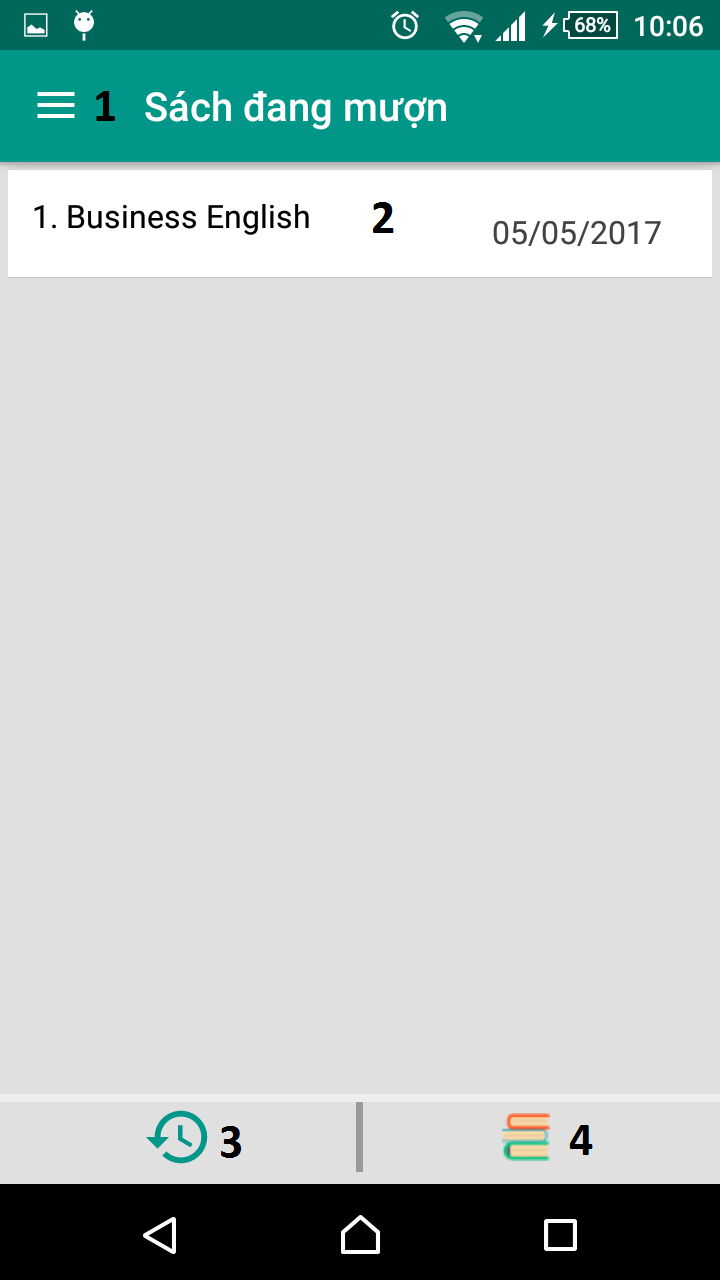 68% 10:06
1 Sách đang mượn
1. Business English 2 05/05/2017
3 4